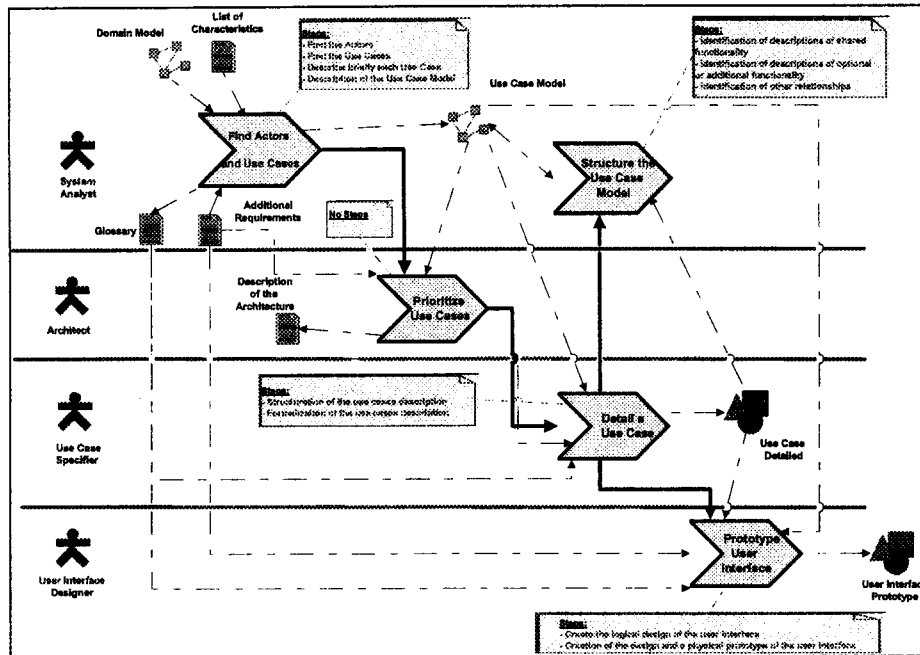 List of
Characteristics
Domain Model
Steps:
- Find the Actors
- Find the Use Cases
- Describe briefly each Use Case
- Description of the Use Case Model
Steps:
- Identification of descriptions of shared
functionality
- Identification of descriptions of optional
or additional functionality
- Identification of other relationships
Use Case Model
Find Actors
and Use Cases
Structure the
Use Case
Model
System
Analyst
Additional
Requirements
No Steps
Glossary
Description
of the
Architecture
Prioritize
Use Cases
Architect
Steps:
- Structuration of the use cases description
- Formalization of the use cases description
Detail a
Use Case
Use Case
Specifier
Use Case
Detailed
Prototype
User
Interface
User Interface
Designer
User Interface
Prototype
Steps:
- Create the logical design of the user interface
- Creation of the design and a physical prototype of the user interface